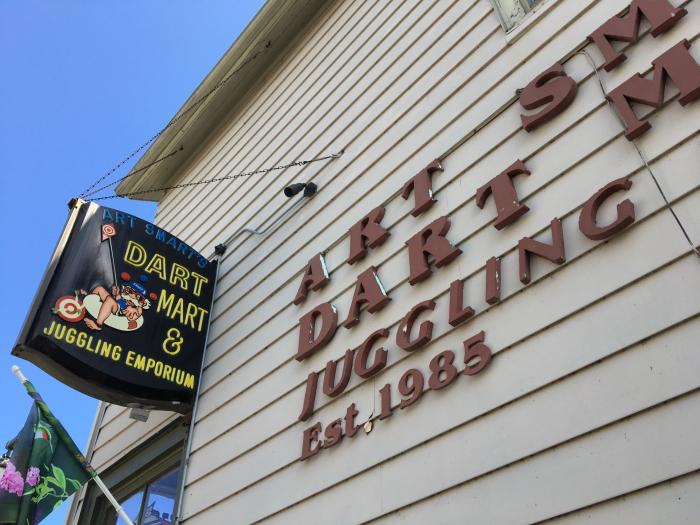 ART SMART'S
DART
MART
&
JUGGLING EMPORIUM
ART SM
DART M
JUGGLING
Est. 1985